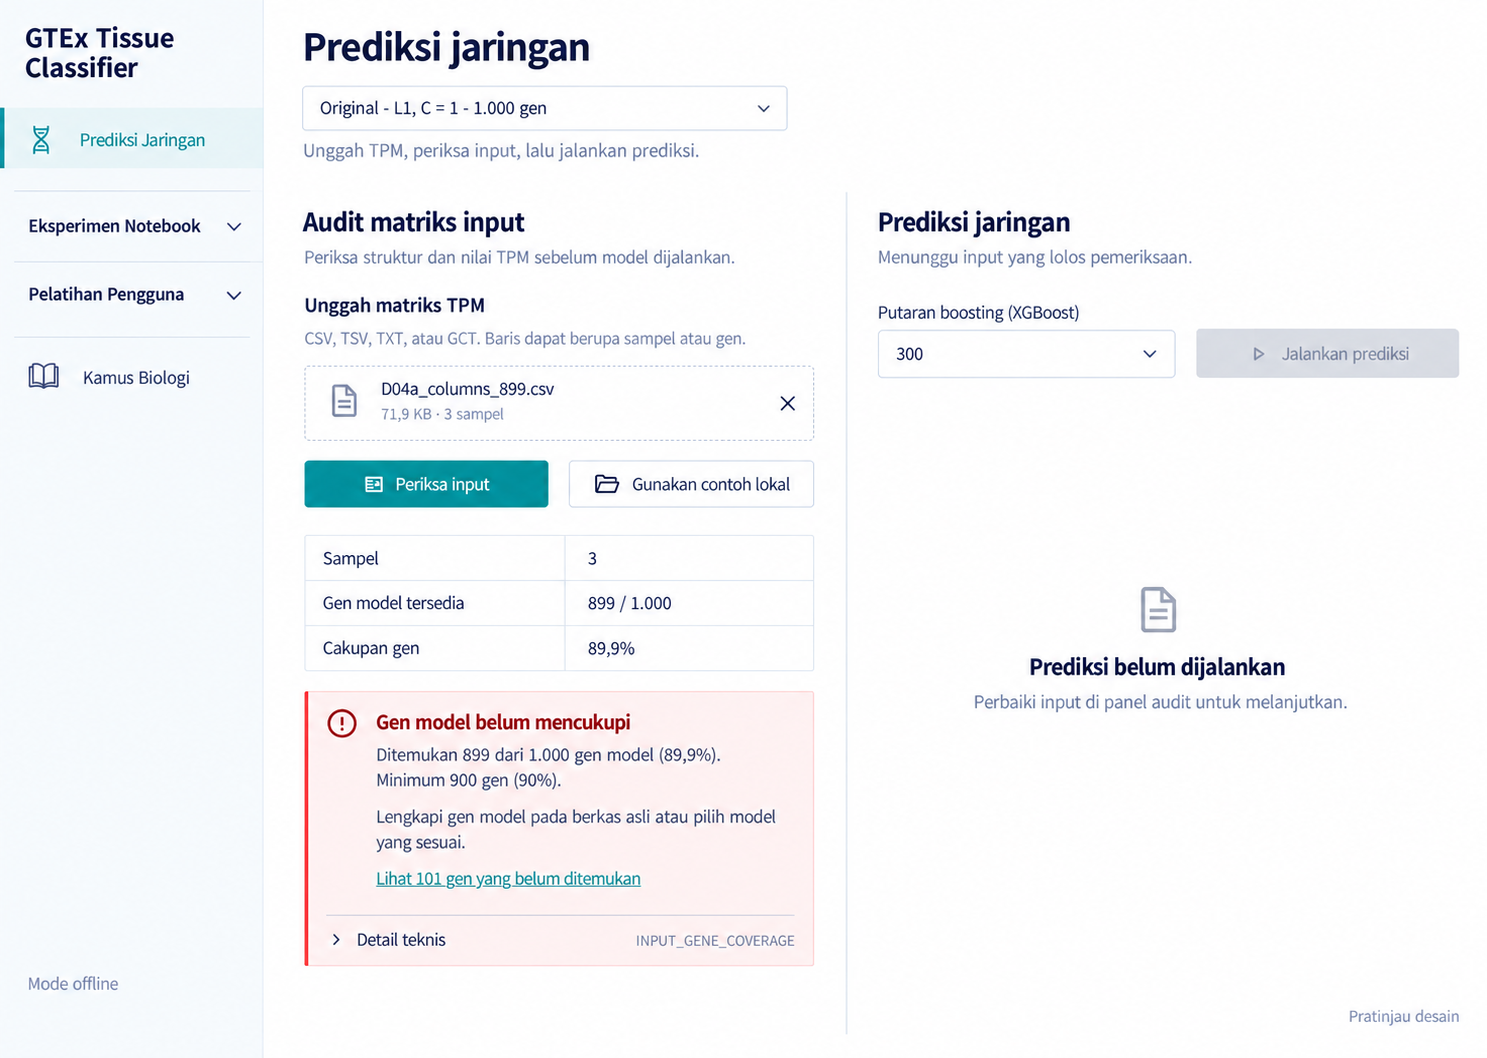 GTEx Tissue
Classifier
Prediksi Jaringan
Eksperimen Notebook
Pelatihan Pengguna
Kamus Biologi
Mode offline
Prediksi jaringan
Original - L1, C = 1 - 1.000 gen
Unggah TPM, periksa input, lalu jalankan prediksi.
Audit matriks input
Periksa struktur dan nilai TPM sebelum model dijalankan.
Unggah matriks TPM
CSV, TSV, TXT, atau GCT. Baris dapat berupa sampel atau gen.
D04a_columns_899.csv
71,9 KB · 3 sampel
Periksa input
Gunakan contoh lokal
Sampel 3
Gen model tersedia 899 / 1.000
Cakupan gen 89,9%
Gen model belum mencukupi
Ditemukan 899 dari 1.000 gen model (89,9%).
Minimum 900 gen (90%).
Lengkapi gen model pada berkas asli atau pilih model
yang sesuai.
Lihat 101 gen yang belum ditemukan
Detail teknis INPUT_GENE_COVERAGE
Prediksi jaringan
Menunggu input yang lolos pemeriksaan.
Putaran boosting (XGBoost)
300
Jalankan prediksi
Prediksi belum dijalankan
Perbaiki input di panel audit untuk melanjutkan.
Pratinjau desain